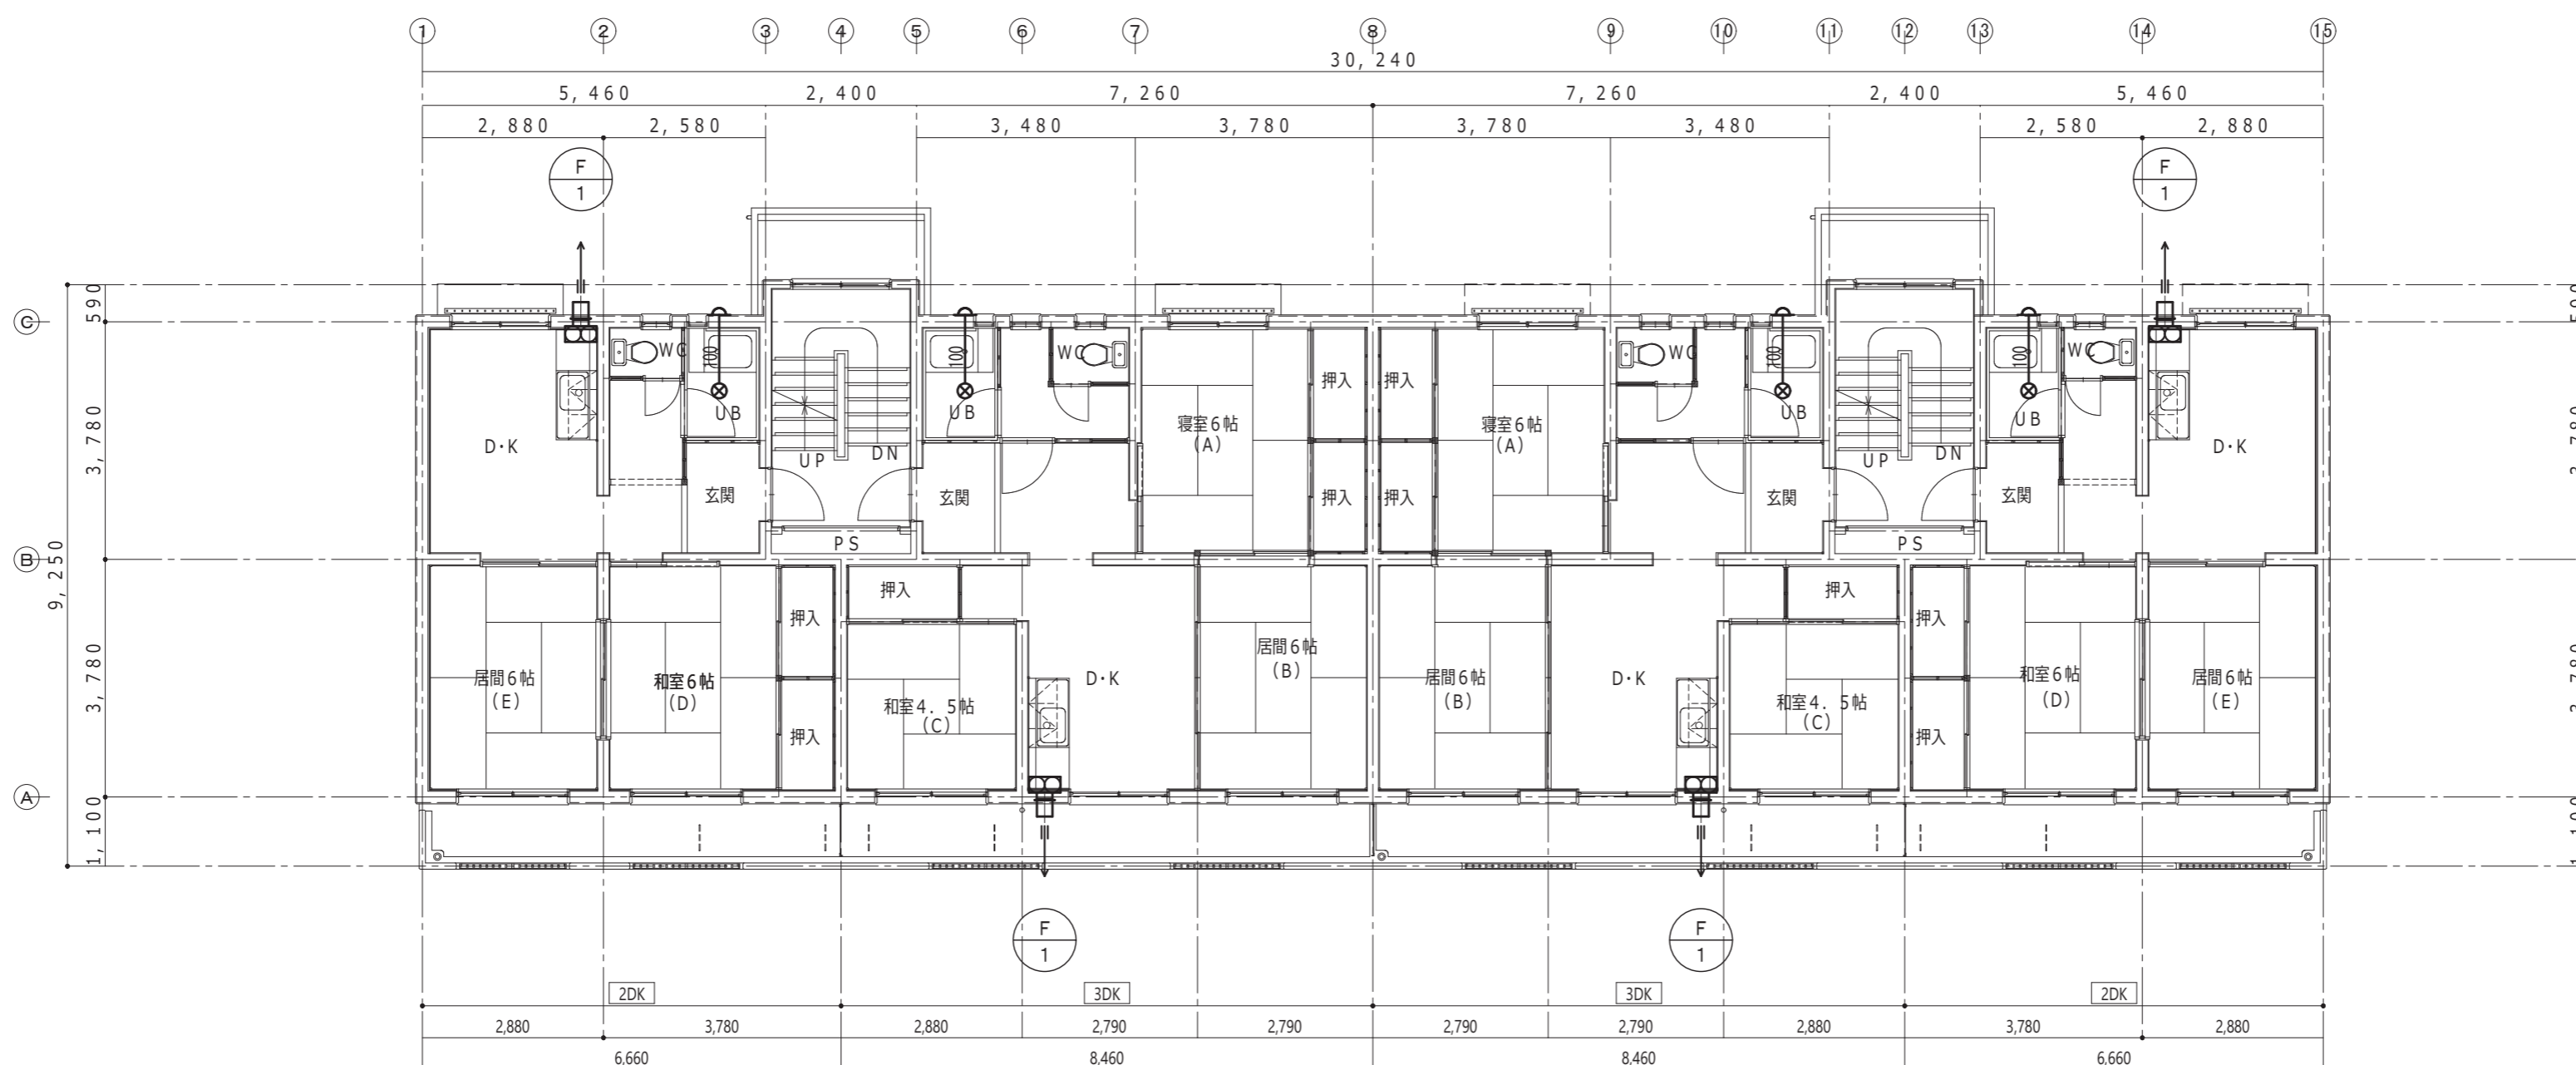 ① ② ③ ④ ⑤ ⑥ ⑦ ⑧ ⑨ ⑩ ⑪ ⑫ ⑬ ⑭ ⑮
30,240
5,460 2,400 7,260 7,260 2,400 5,460
2,880 2,580 3,480 3,780 3,780 3,480 2,580 2,880
F F
1 1
590
Ⓒ
WC 100 100 WC WC 100 100 WC
押入 押入
UB UB UB UB
寝室6帖 寝室6帖
(A) (A)
3,780 3,780
D・K D・K
UP DN UP DN
玄関 玄関 押入 押入 玄関 玄関
PS PS
Ⓑ
9,250
押入 押入
押入 押入
居間6帖
(B)
3,780 3,780
居間6帖 和室6帖 D・K 居間6帖 D・K 和室6帖 居間6帖
(E) (D) (B) (D) (E)
和室4.5帖 和室4.5帖
(C) (C)
押入 押入
Ⓐ
1,100
F F
1 1
2DK 3DK 3DK 2DK
2,880 3,780 2,880 2,790 2,790 2,790 2,790 2,880 3,780 2,880
6,660 8,460 8,460 6,660